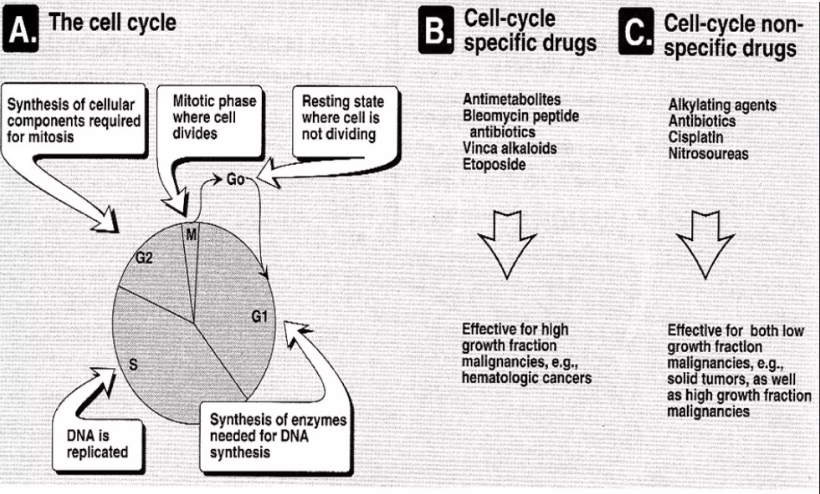 A. The cell cycle
Synthesis of cellular
components required
for mitosis
Mitotic phase
where cell
divides
Resting state
where cell is
not dividing
Go
M
G2
G1
S
DNA is
replicated
Synthesis of enzymes
needed for DNA
synthesis
B. Cell-cycle
specific drugs
Antimetabolites
Bleomycin peptide
antibiotics
Vinca alkaloids
Etoposide
Effective for high
growth fraction
malignancies, e.g.,
hematologic cancers
C. Cell-cycle non-
specific drugs
Alkylating agents
Antibiotics
Cisplatin
Nitrosoureas
Effective for both low
growth fraction
malignancies, e.g.,
solid tumors, as well
as high growth fraction
malignancies